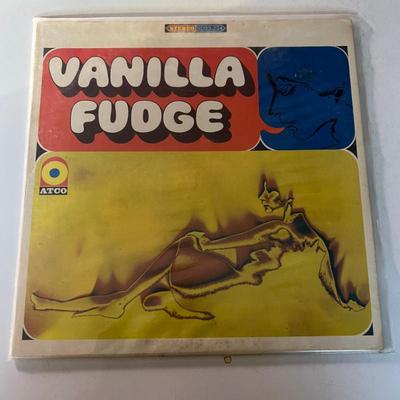 STEREO
VANILLA
FUDGE
ATCO